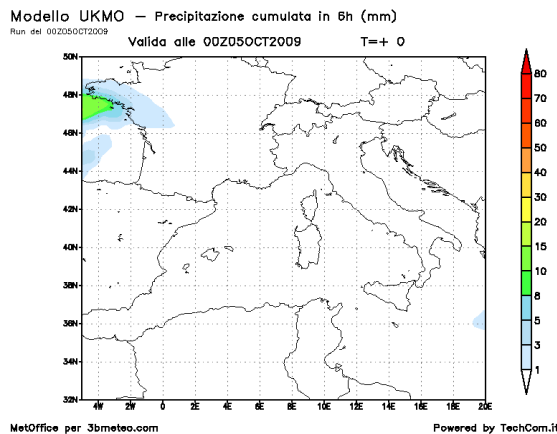 Modello UKMO – Precipitazione cumulata in 6h (mm)
Run del 00Z05OCT2009
Valida alle 00Z05OCT2009 T=+ 0
50N
48N
46N
44N
42N
40N
38N
36N
34N
32N
4W 2W 0 2E 4E 6E 8E 10E 12E 14E 16E 18E 20E
80
70
60
50
40
30
20
15
10
8
5
3
1
MetOffice per 3bmeteo.com
Powered by TechCom.it